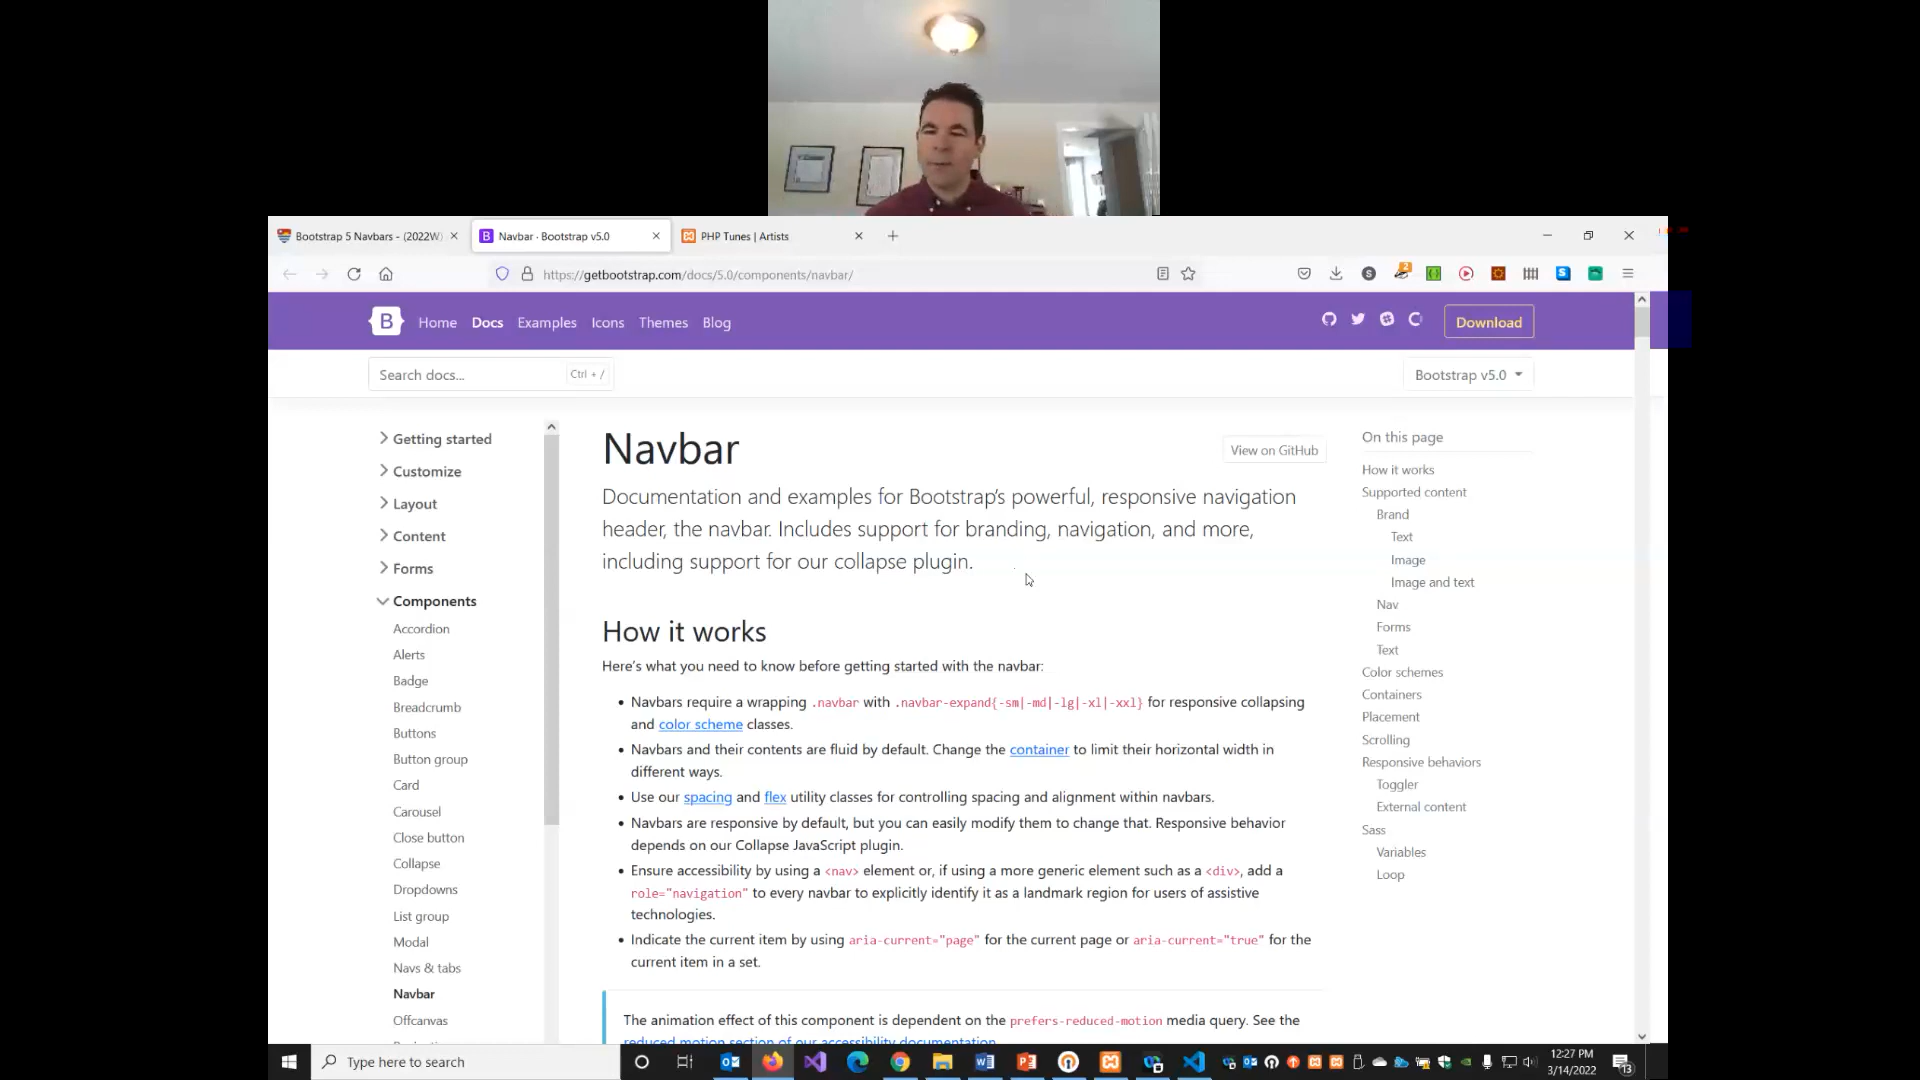 Bootstrap 5 Navbars - (2022W)
Navbar · Bootstrap v5.0
PHP Tunes | Artists
https://getbootstrap.com/docs/5.0/components/navbar/
2
B
Home
Docs
Examples
Icons
Themes
Blog
Download
Search docs...
Ctrl + /
Bootstrap v5.0
Getting started
Customize
Layout
Content
Forms
Components
Accordion
Alerts
Badge
Breadcrumb
Buttons
Button group
Card
Carousel
Close button
Collapse
Dropdowns
List group
Modal
Navs & tabs
Navbar
Offcanvas
Navbar
View on GitHub
Documentation and examples for Bootstrap's powerful, responsive navigation
header, the navbar. Includes support for branding, navigation, and more,
including support for our collapse plugin.
How it works
Here's what you need to know before getting started with the navbar:
• Navbars require a wrapping .navbar with .navbar-expand{-sm|-md|-lg|-xl|-xxl} for responsive collapsing
and color scheme classes.
• Navbars and their contents are fluid by default. Change the container to limit their horizontal width in
different ways.
• Use our spacing and flex utility classes for controlling spacing and alignment within navbars.
• Navbars are responsive by default, but you can easily modify them to change that. Responsive behavior
depends on our Collapse JavaScript plugin.
• Ensure accessibility by using a <nav> element or, if using a more generic element such as a <div>, add a
role="navigation" to every navbar to explicitly identify it as a landmark region for users of assistive
technologies.
• Indicate the current item by using aria-current="page" for the current page or aria-current="true" for the
current item in a set.
The animation effect of this component is dependent on the prefers-reduced-motion media query. See the
reduced motion section of our accessibility documentation.
On this page
How it works
Supported content
Brand
Text
Image
Image and text
Nav
Forms
Text
Color schemes
Containers
Placement
Scrolling
Responsive behaviors
Toggler
External content
Sass
Variables
Loop
Type here to search
12:27 PM
3/14/2022
13